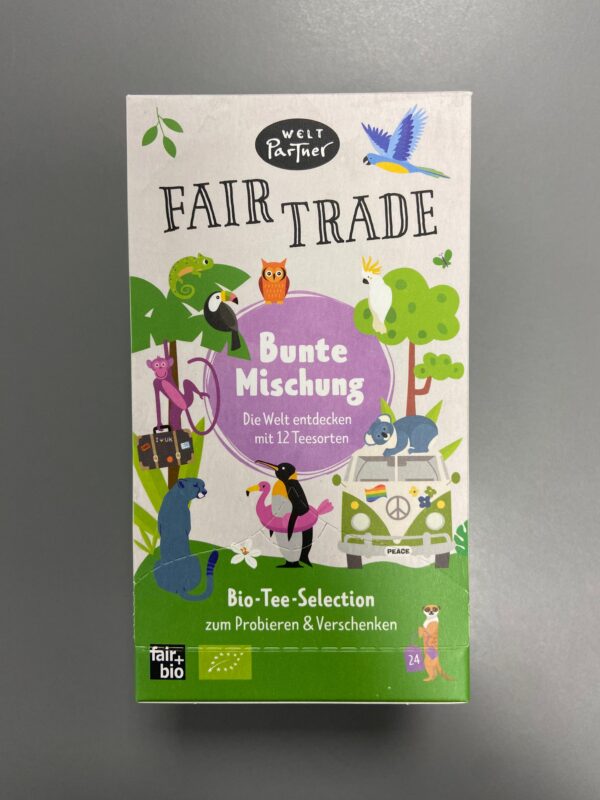 WELT
PARTNER
FAIR TRADE
Bunte
Mischung
Die Welt entdecken
mit 12 Teesorten
I ♥ UK
PEACE
Bio-Tee-Selection
zum Probieren & Verschenken
fair+
bio
24